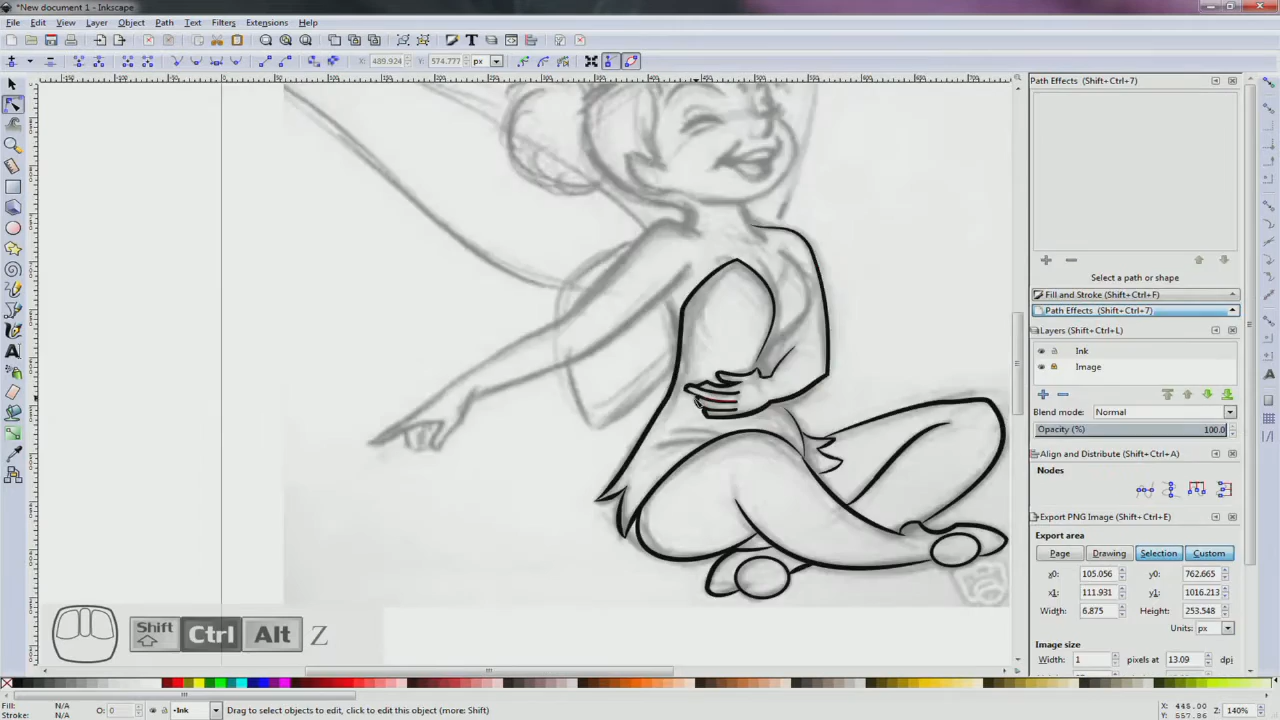 *New document 1 - Inkscape
File Edit View Layer Object Path Text Filters Extensions Help
X: 489.924 Y: 574.777 px
Path Effects (Shift+Ctrl+7)
Select a path or shape
Fill and Stroke (Shift+Ctrl+F)
Path Effects (Shift+Ctrl+7)
Layers (Shift+Ctrl+L)
Ink
Image
Blend mode: Normal
Opacity (%) 100.0
Align and Distribute (Shift+Ctrl+A)
Nodes
Export PNG Image (Shift+Ctrl+E)
Export area
Page Drawing Selection Custom
x0: 105.056 y0: 762.665
x1: 111.931 y1: 1016.213
Width: 6.875 Height: 253.548
Units: px
Image size
Width: 1 pixels at 13.09 dpi
Shift Ctrl Alt Z
Fill: N/A
Stroke: N/A
O: 0
•Ink
Drag to select objects to edit, click to edit this object (more: Shift)
X: 445.00
Y: 557.86
Z: 140%